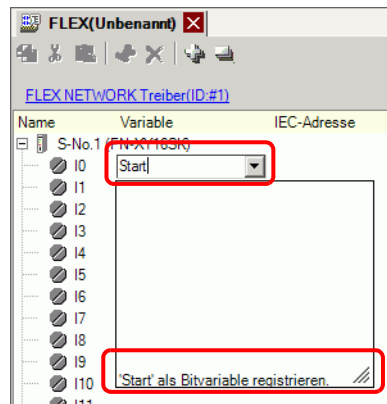 FLEX(Unbenannt)
FLEX NETWORK Treiber(ID:#1)
Name Variable IEC-Adresse
S-No.1 (FN-XY16SK)
I0 Start
I1
I2
I3
I4
I5
I6
I7
I8
I9
I10 'Start' als Bitvariable registrieren.
I11